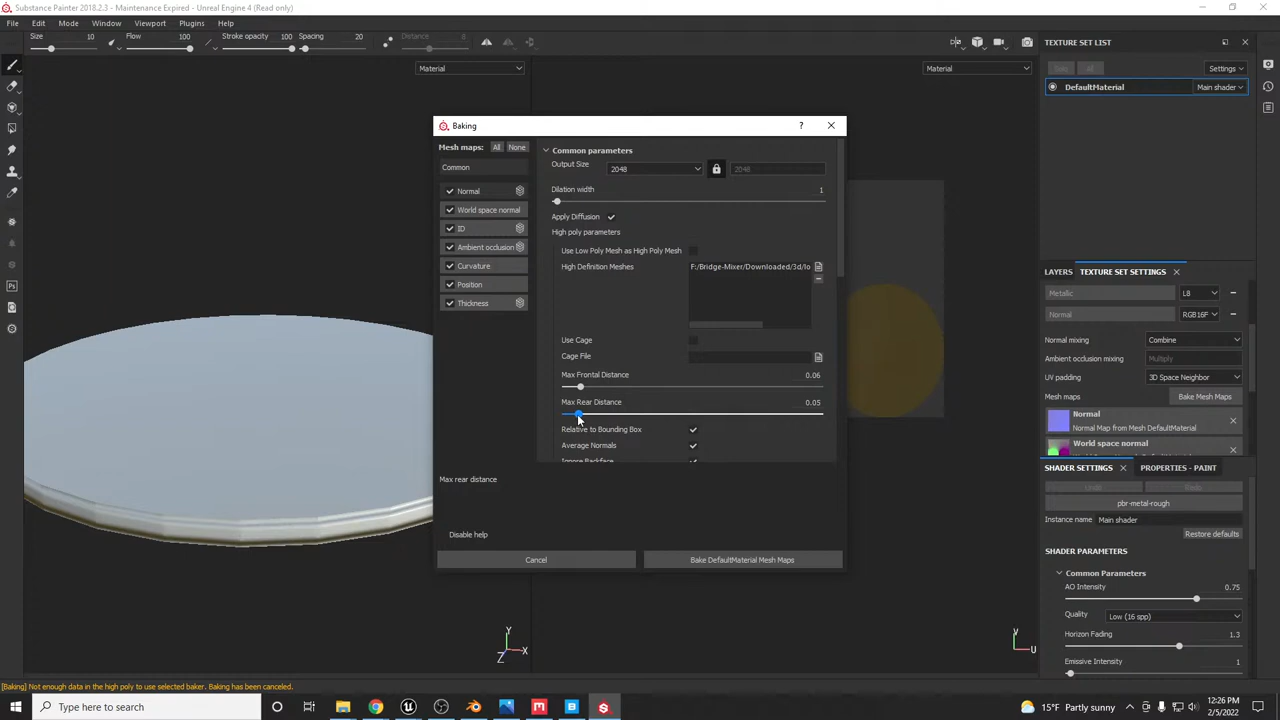 Substance Painter 2018.2.3 - Maintenance Expired - Unreal Engine 4 (Read only)
File Edit Mode Window Viewport Plugins Help
Size 10 Flow 100 Stroke opacity 100 Spacing 20 Distance 8
Material
Material
TEXTURE SET LIST
Settings
DefaultMaterial Main shader
Baking ?
Mesh maps: All None
Common
Normal
World space normal
ID
Ambient occlusion
Curvature
Position
Thickness
Common parameters
Output Size 2048 2048
Dilation width 1
Apply Diffusion
High poly parameters
Use Low Poly Mesh as High Poly Mesh
High Definition Meshes F:/Bridge-Mixer/Downloaded/3d/lo
Use Cage
Cage File
Max Frontal Distance 0.06
Max Rear Distance 0.05
Relative to Bounding Box
Average Normals
Ignore Backface
Max rear distance
Disable help
Cancel Bake DefaultMaterial Mesh Maps
LAYERS TEXTURE SET SETTINGS
Metallic L8
Normal RGB16F
Normal mixing Combine
Ambient occlusion mixing Multiply
UV padding 3D Space Neighbor
Mesh maps Bake Mesh Maps
Normal
Normal Map from Mesh DefaultMaterial
World space normal
SHADER SETTINGS PROPERTIES - PAINT
Undo
pbr-metal-rough
Instance name Main shader
Restore defaults
SHADER PARAMETERS
Common Parameters
AO Intensity 0.75
Quality Low (16 spp)
Horizon Fading 1.3
Emissive Intensity 1
Y
Z X
V
U
[Baking] Not enough data in the high poly to use selected baker. Baking has been canceled.
Type here to search
15°F Partly sunny
12:26 PM
2/5/2022